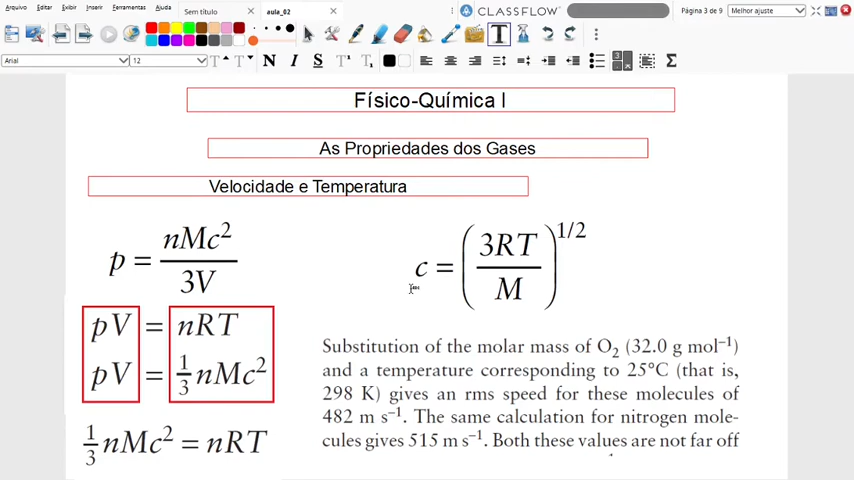 Arquivo Editar Exibir Inserir Ferramentas Ajuda
Sem título
aula_02
CLASSFLOW
Página 3 de 9
Melhor ajuste
Arial
12
N I S
Físico-Química I
As Propriedades dos Gases
Velocidade e Temperatura
p = nMc²/3V
c = (3RT/M)^1/2
pV = nRT
pV = 1/3 nMc²
1/3 nMc² = nRT
Substitution of the molar mass of O₂ (32.0 g mol⁻¹)
and a temperature corresponding to 25°C (that is,
298 K) gives an rms speed for these molecules of
482 m s⁻¹. The same calculation for nitrogen mole-
cules gives 515 m s⁻¹. Both these values are not far off